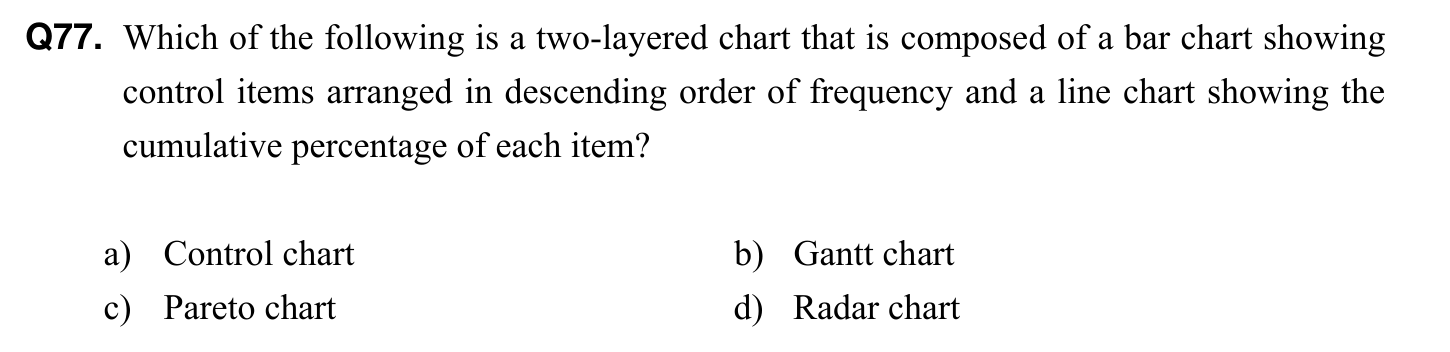 Q77. Which of the following is a two-layered chart that is composed of a bar chart showing
control items arranged in descending order of frequency and a line chart showing the
cumulative percentage of each item?
a) Control chart b) Gantt chart
c) Pareto chart d) Radar chart